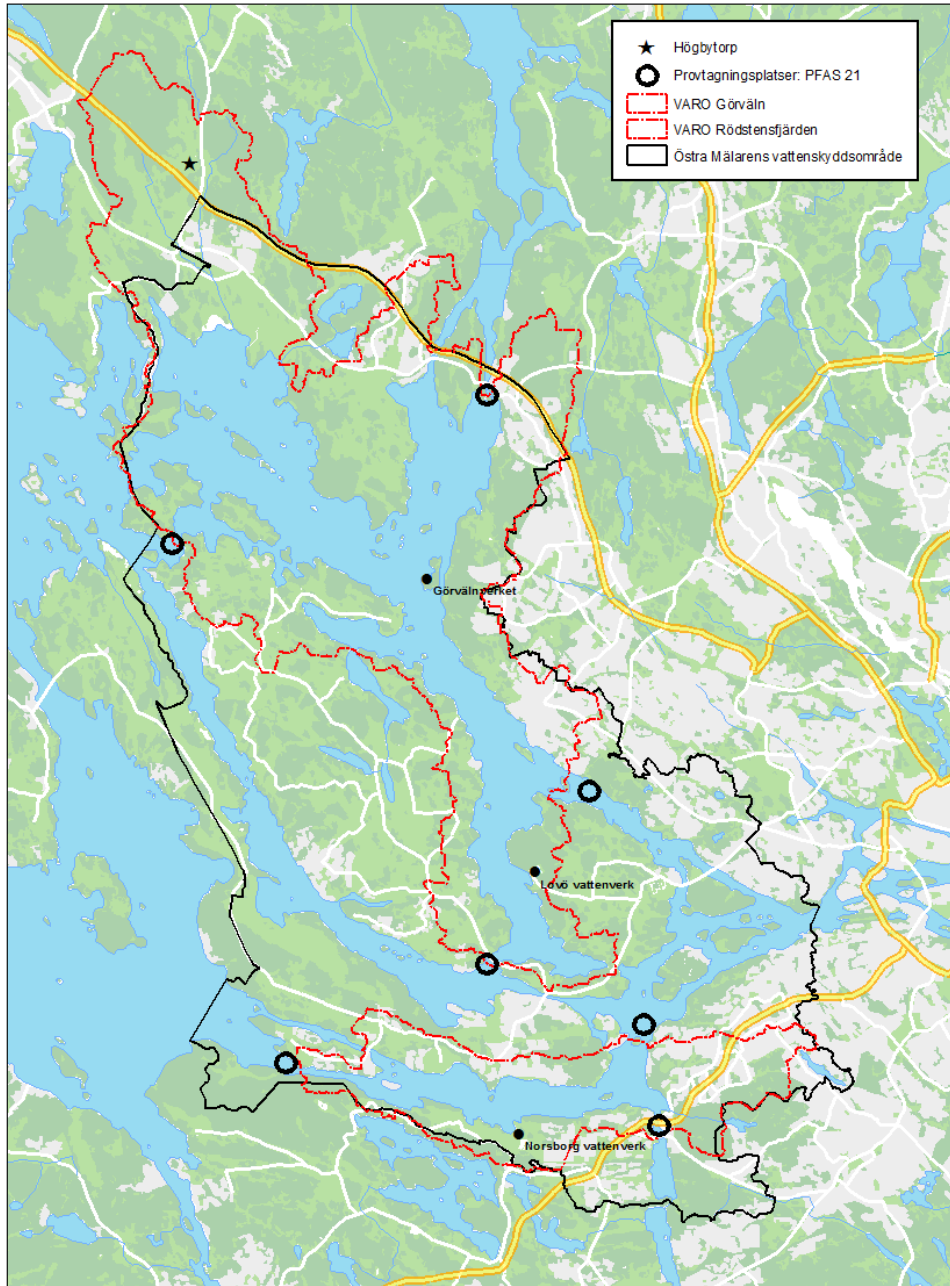 Högbytorp
Provtagningsplatser: PFAS 21
VARO Görväln
VARO Rödstensfjärden
Östra Mälarens vattenskyddsområde
Görvälnverket
Lovö vattenverk
Norsborg vattenverk